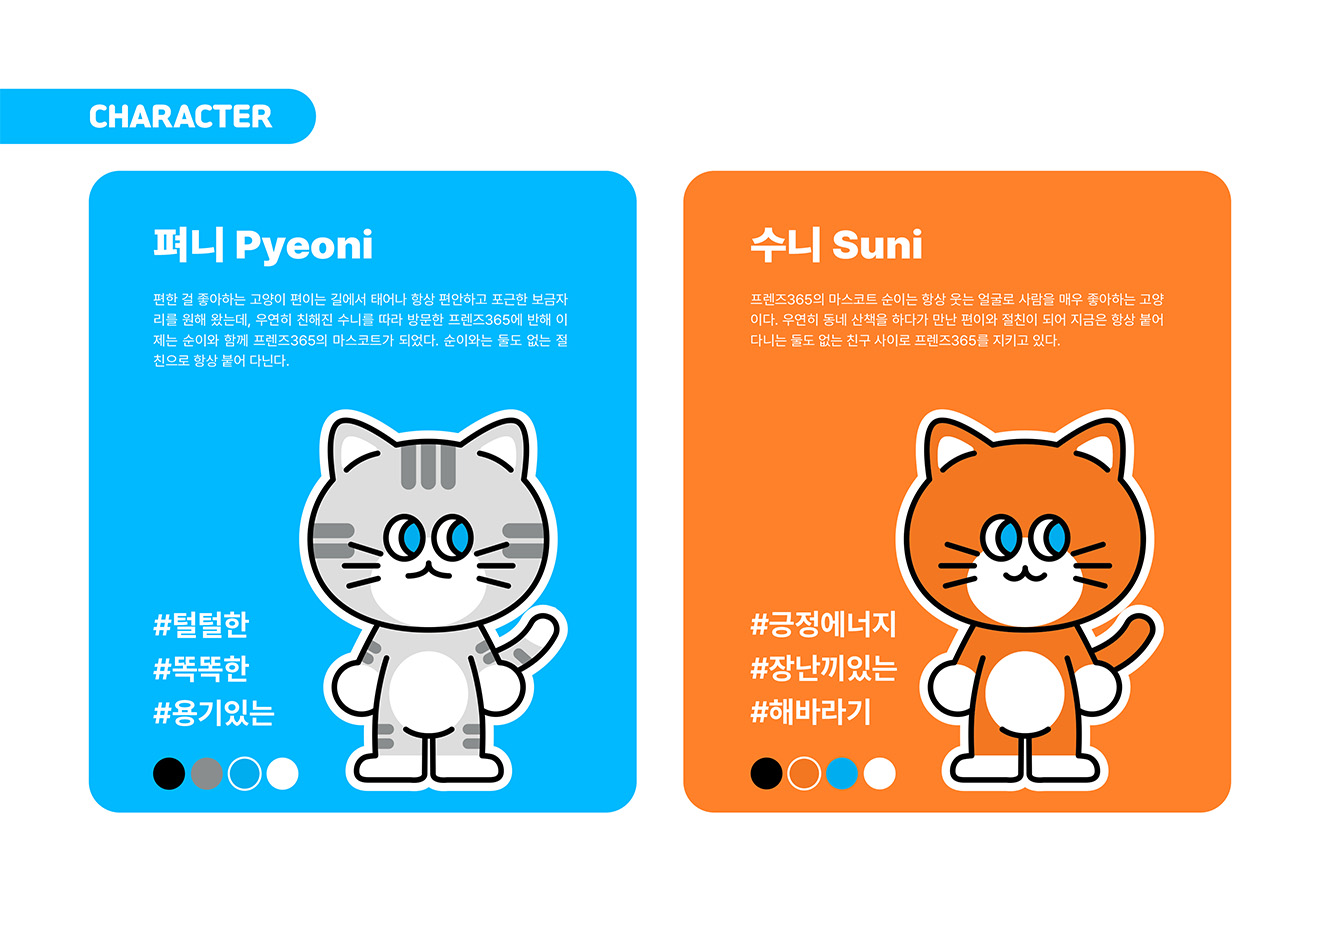 CHARACTER
펴니 Pyeoni
편한 걸 좋아하는 고양이 편이는 길에서 태어나 항상 편안하고 포근한 보금자
리를 원해 왔는데, 우연히 친해진 수니를 따라 방문한 프렌즈365에 반해 이
제는 순이와 함께 프렌즈365의 마스코트가 되었다. 순이와는 둘도 없는 절
친으로 항상 붙어 다닌다.
#털털한
#똑똑한
#용기있는
수니 Suni
프렌즈365의 마스코트 순이는 항상 웃는 얼굴로 사람을 매우 좋아하는 고양
이다. 우연히 동네 산책을 하다가 만난 편이와 절친이 되어 지금은 항상 붙어
다니는 둘도 없는 친구 사이로 프렌즈365를 지키고 있다.
#긍정에너지
#장난끼있는
#해바라기